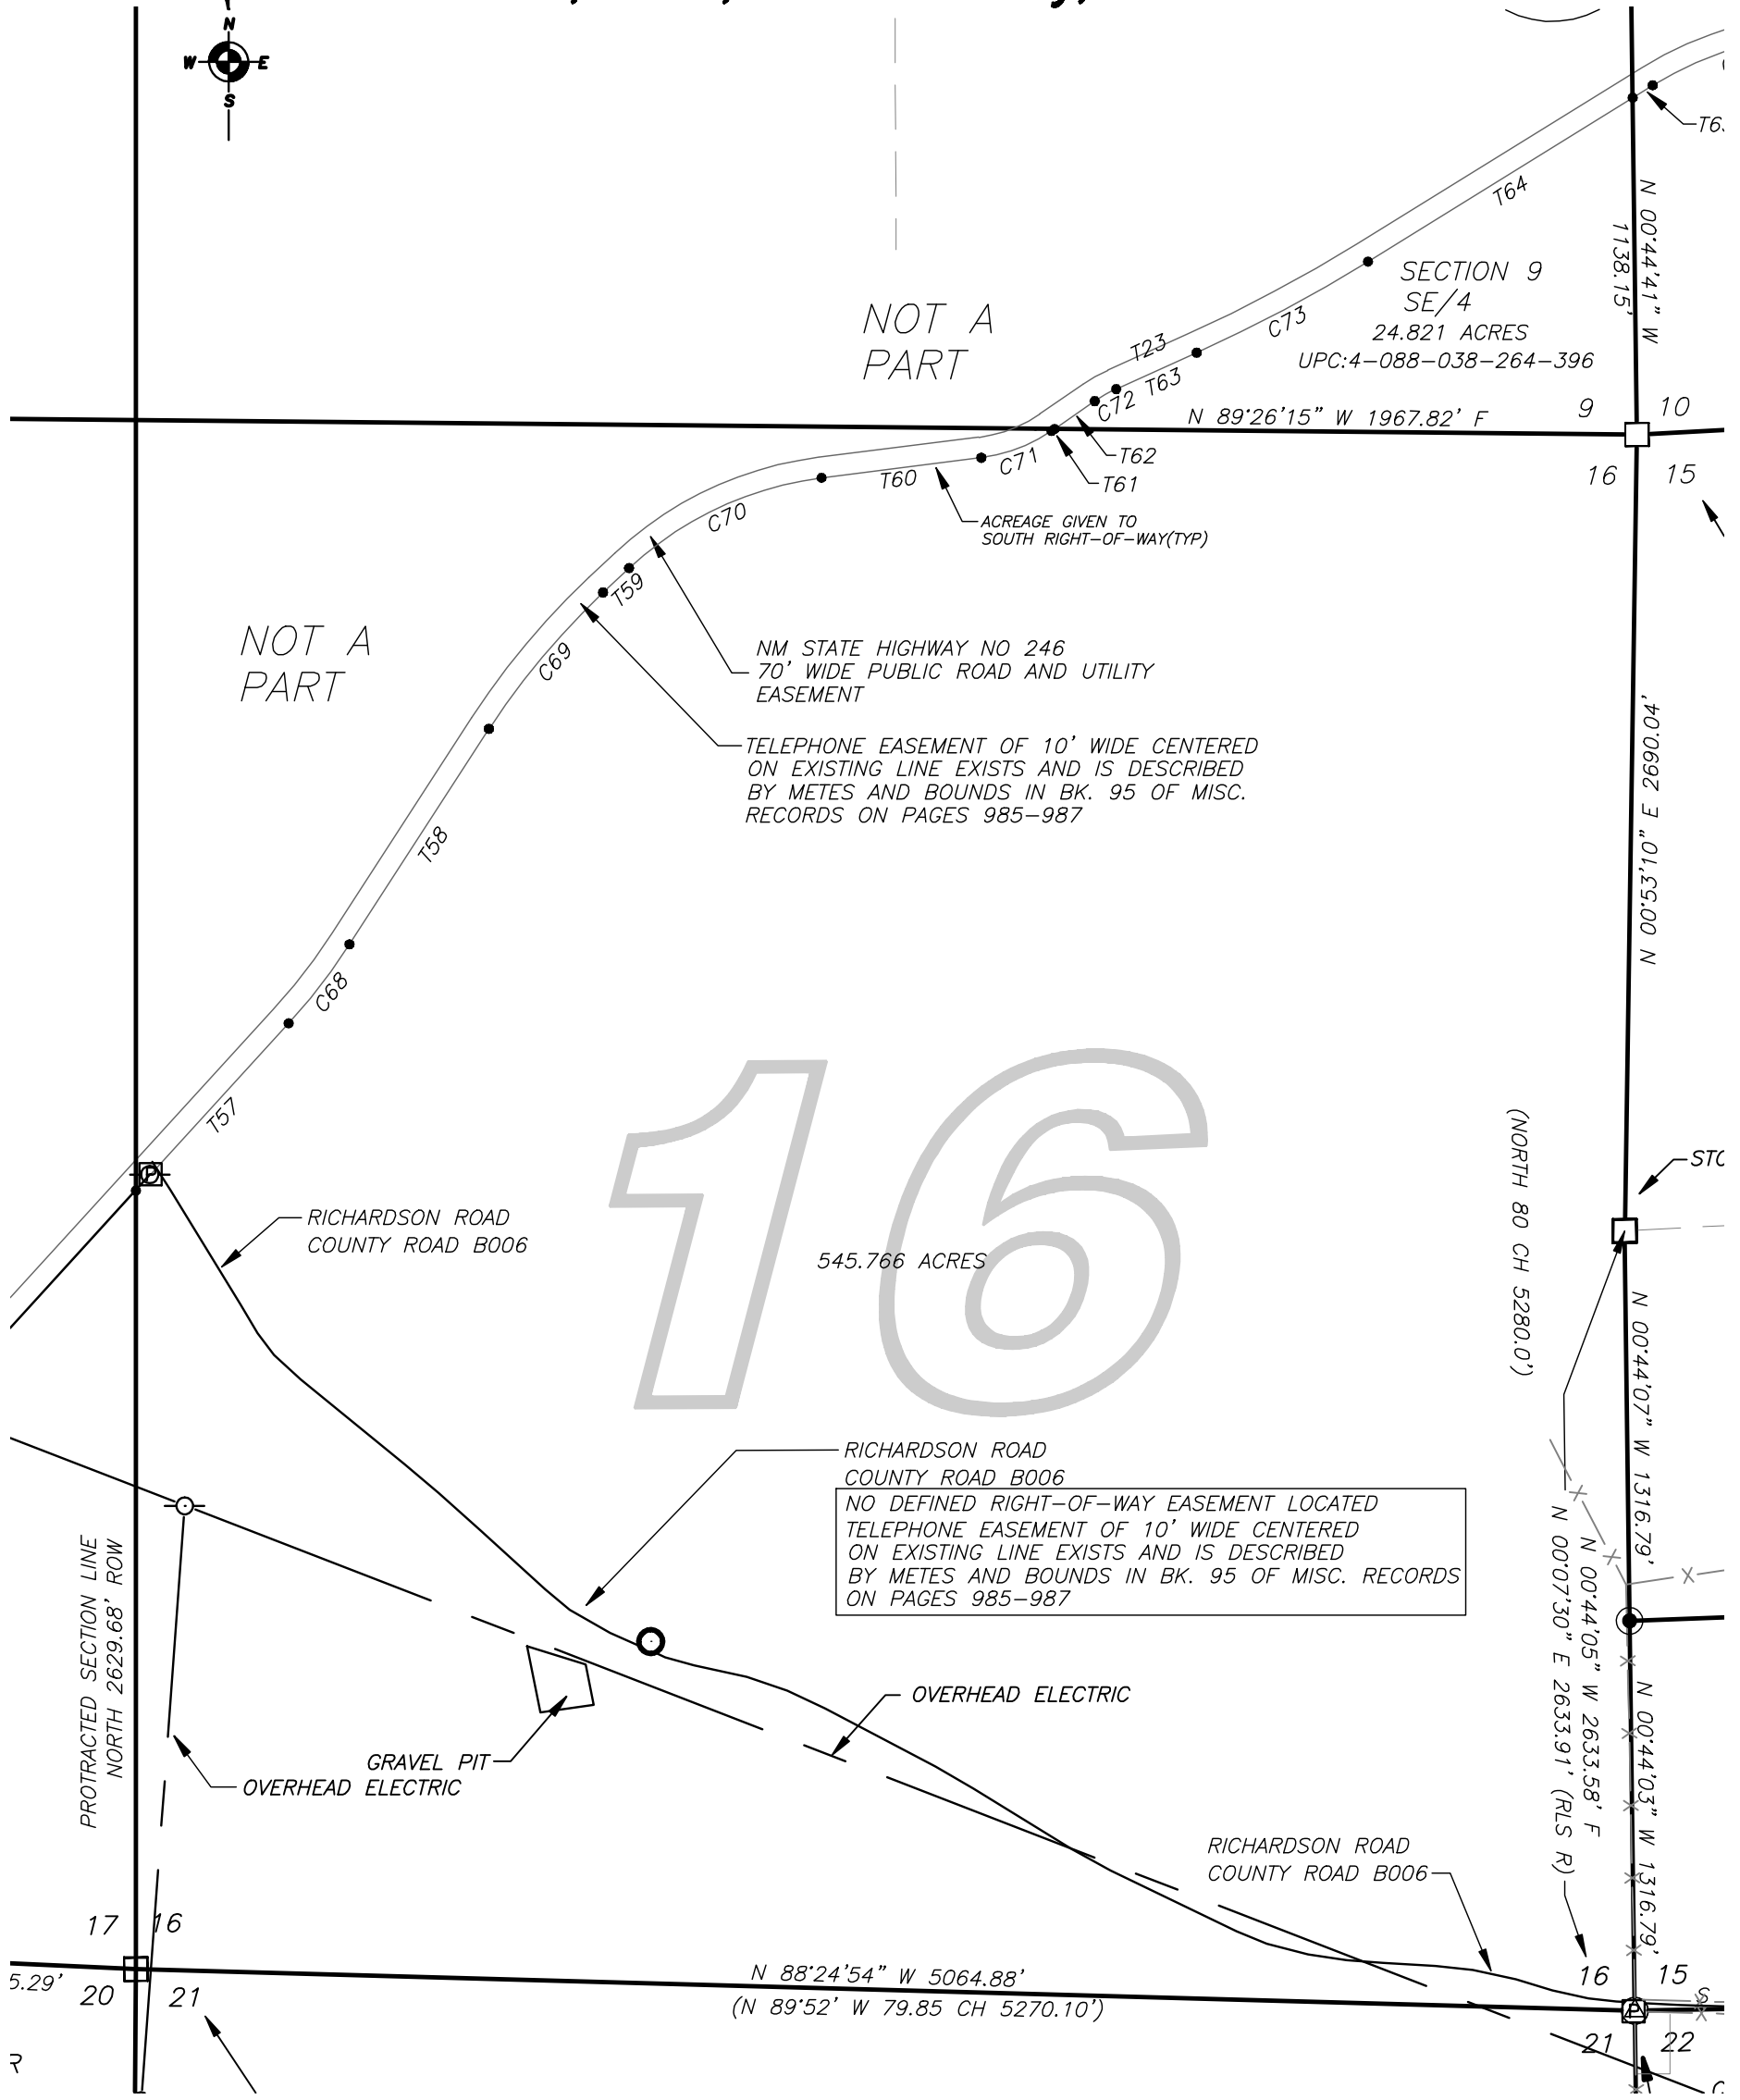 N
W E
S
T6
T64
N 00°44'41" W
1138.15'
SECTION 9
SE/4
24.821 ACRES
UPC:4-088-038-264-396
NOT A
PART
T23
C73
T63
C72
N 89°26'15" W 1967.82' F
9 10
16 15
T62
T61
C71
T60
C70
ACREAGE GIVEN TO
SOUTH RIGHT-OF-WAY(TYP)
T59
C69
NOT A
PART
NM STATE HIGHWAY NO 246
70' WIDE PUBLIC ROAD AND UTILITY
EASEMENT
TELEPHONE EASEMENT OF 10' WIDE CENTERED
ON EXISTING LINE EXISTS AND IS DESCRIBED
BY METES AND BOUNDS IN BK. 95 OF MISC.
RECORDS ON PAGES 985-987
N 00°53'10" E 2690.04'
T58
C68
T57
16
P
RICHARDSON ROAD
COUNTY ROAD B006
545.766 ACRES
(NORTH 80 CH 5280.0')
STO
N 00°44'07" W 1316.79'
RICHARDSON ROAD
COUNTY ROAD B006
NO DEFINED RIGHT-OF-WAY EASEMENT LOCATED
TELEPHONE EASEMENT OF 10' WIDE CENTERED
ON EXISTING LINE EXISTS AND IS DESCRIBED
BY METES AND BOUNDS IN BK. 95 OF MISC. RECORDS
ON PAGES 985-987
N 00°44'05" W 2633.58' F
N 00°07'30" E 2633.91' (RLS R)
N 00°44'03" W 1316.79'
PROTRACTED SECTION LINE
NORTH 2629.68' ROW
OVERHEAD ELECTRIC
GRAVEL PIT
OVERHEAD ELECTRIC
RICHARDSON ROAD
COUNTY ROAD B006
17 16
20 21
5.29'
N 88°24'54" W 5064.88'
(N 89°52' W 79.85 CH 5270.10')
16 15
S
P
21 22
R